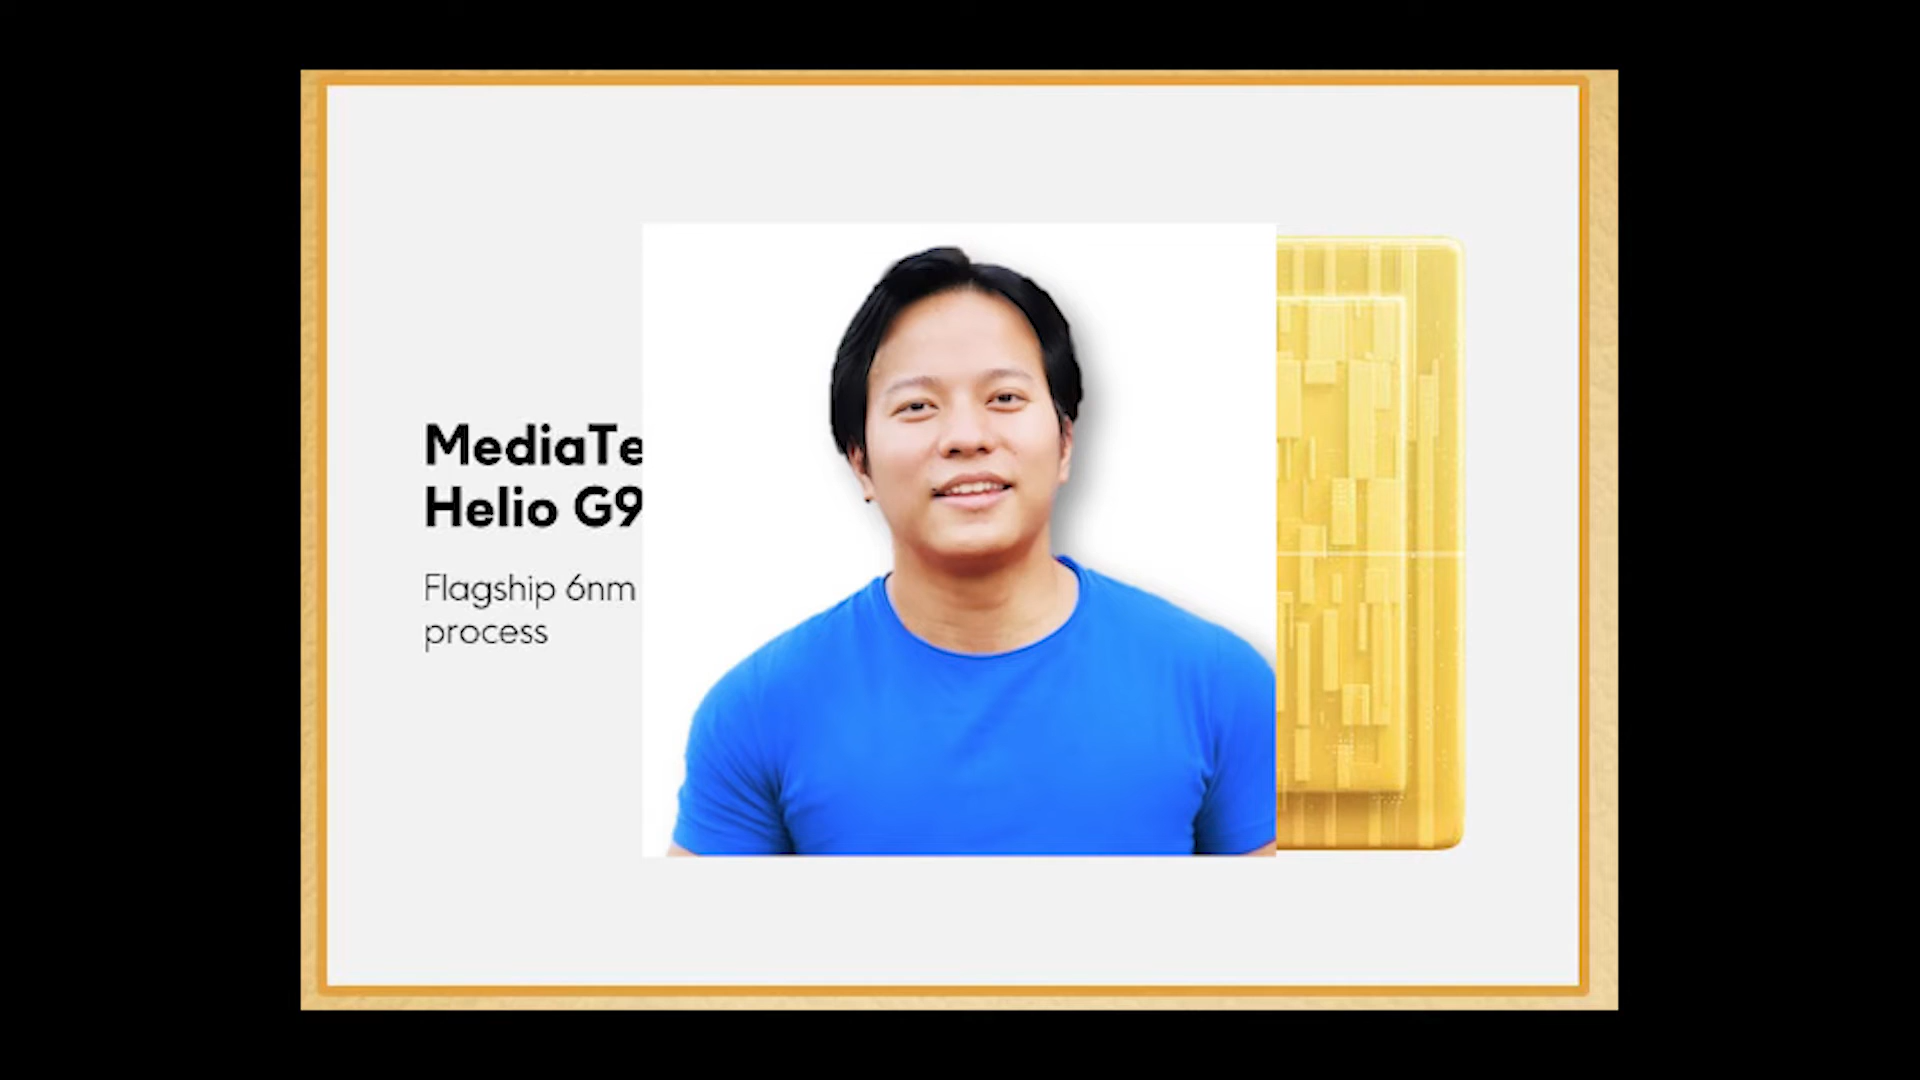 MediaTe
Helio G9
Flagship 6nm
process